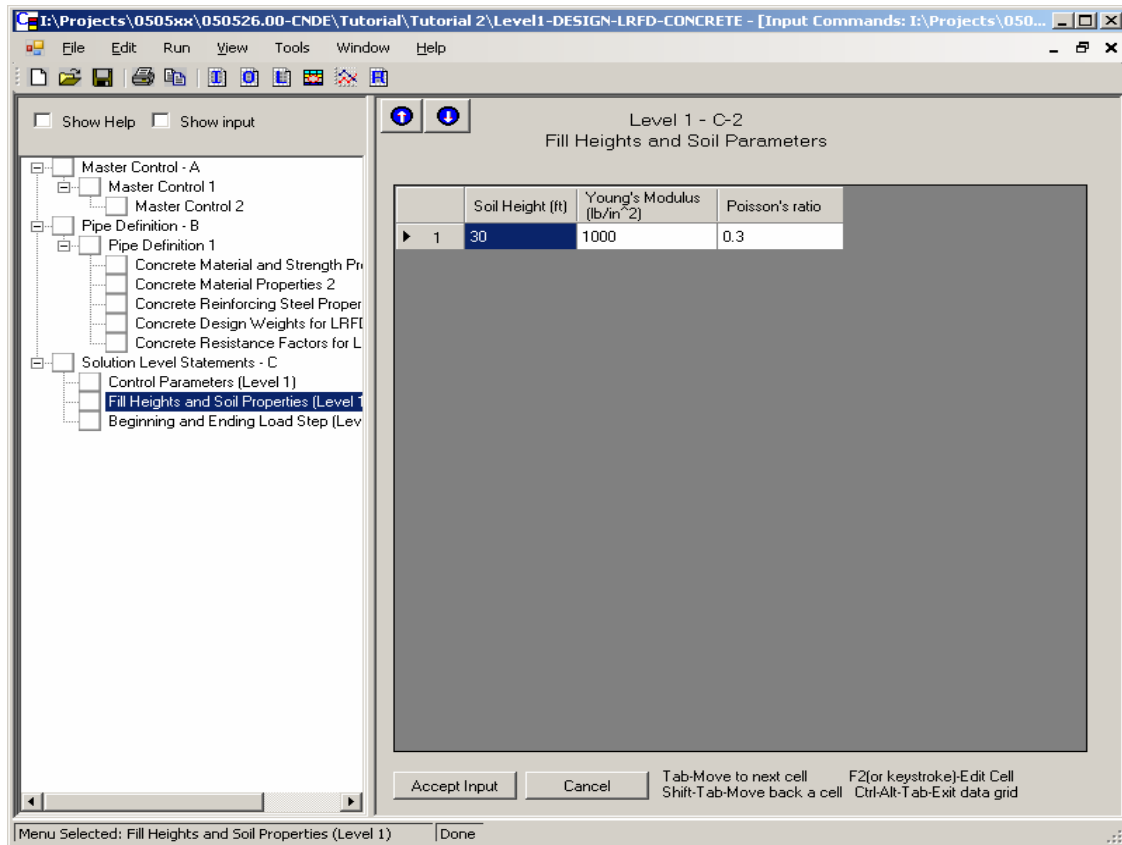 I:\Projects\0505xx\050526.00-CNDE\Tutorial\Tutorial 2\Level1-DESIGN-LRFD-CONCRETE - [Input Commands: I:\Projects\050...
File Edit Run View Tools Window Help
Show Help Show input
Master Control - A
Master Control 1
Master Control 2
Pipe Definition - B
Pipe Definition 1
Concrete Material and Strength Pr
Concrete Material Properties 2
Concrete Reinforcing Steel Proper
Concrete Design Weights for LRF
Concrete Resistance Factors for L
Solution Level Statements - C
Control Parameters (Level 1)
Fill Heights and Soil Properties (Level 1
Beginning and Ending Load Step (Lev
Level 1 - C-2
Fill Heights and Soil Parameters
Soil Height (ft) Young's Modulus (lb/in^2) Poisson's ratio
1 30 1000 0.3
Accept Input Cancel
Tab-Move to next cell F2(or keystroke)-Edit Cell
Shift-Tab-Move back a cell Ctrl-Alt-Tab-Exit data grid
Menu Selected: Fill Heights and Soil Properties (Level 1) Done